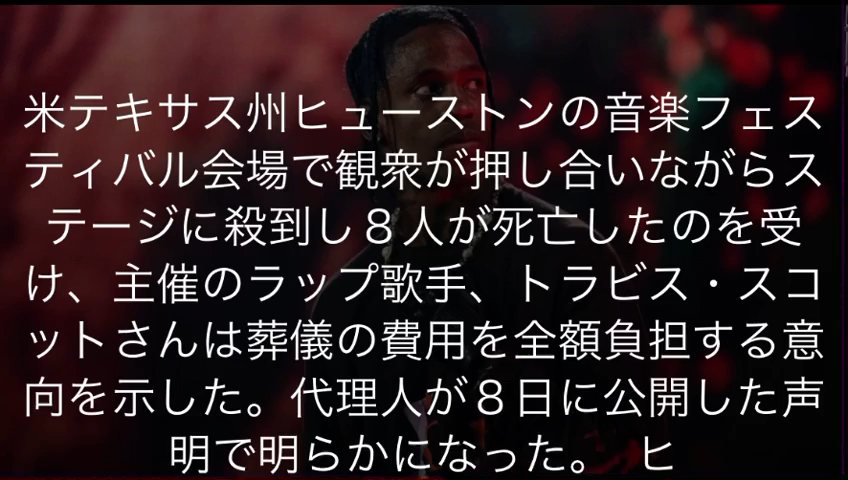 米テキサス州ヒューストンの音楽フェス
ティバル会場で観衆が押し合いながらス
テージに殺到し８人が死亡したのを受
け、主催のラップ歌手、トラビス・スコ
ットさんは葬儀の費用を全額負担する意
向を示した。代理人が８日に公開した声
明で明らかになった。　ヒ